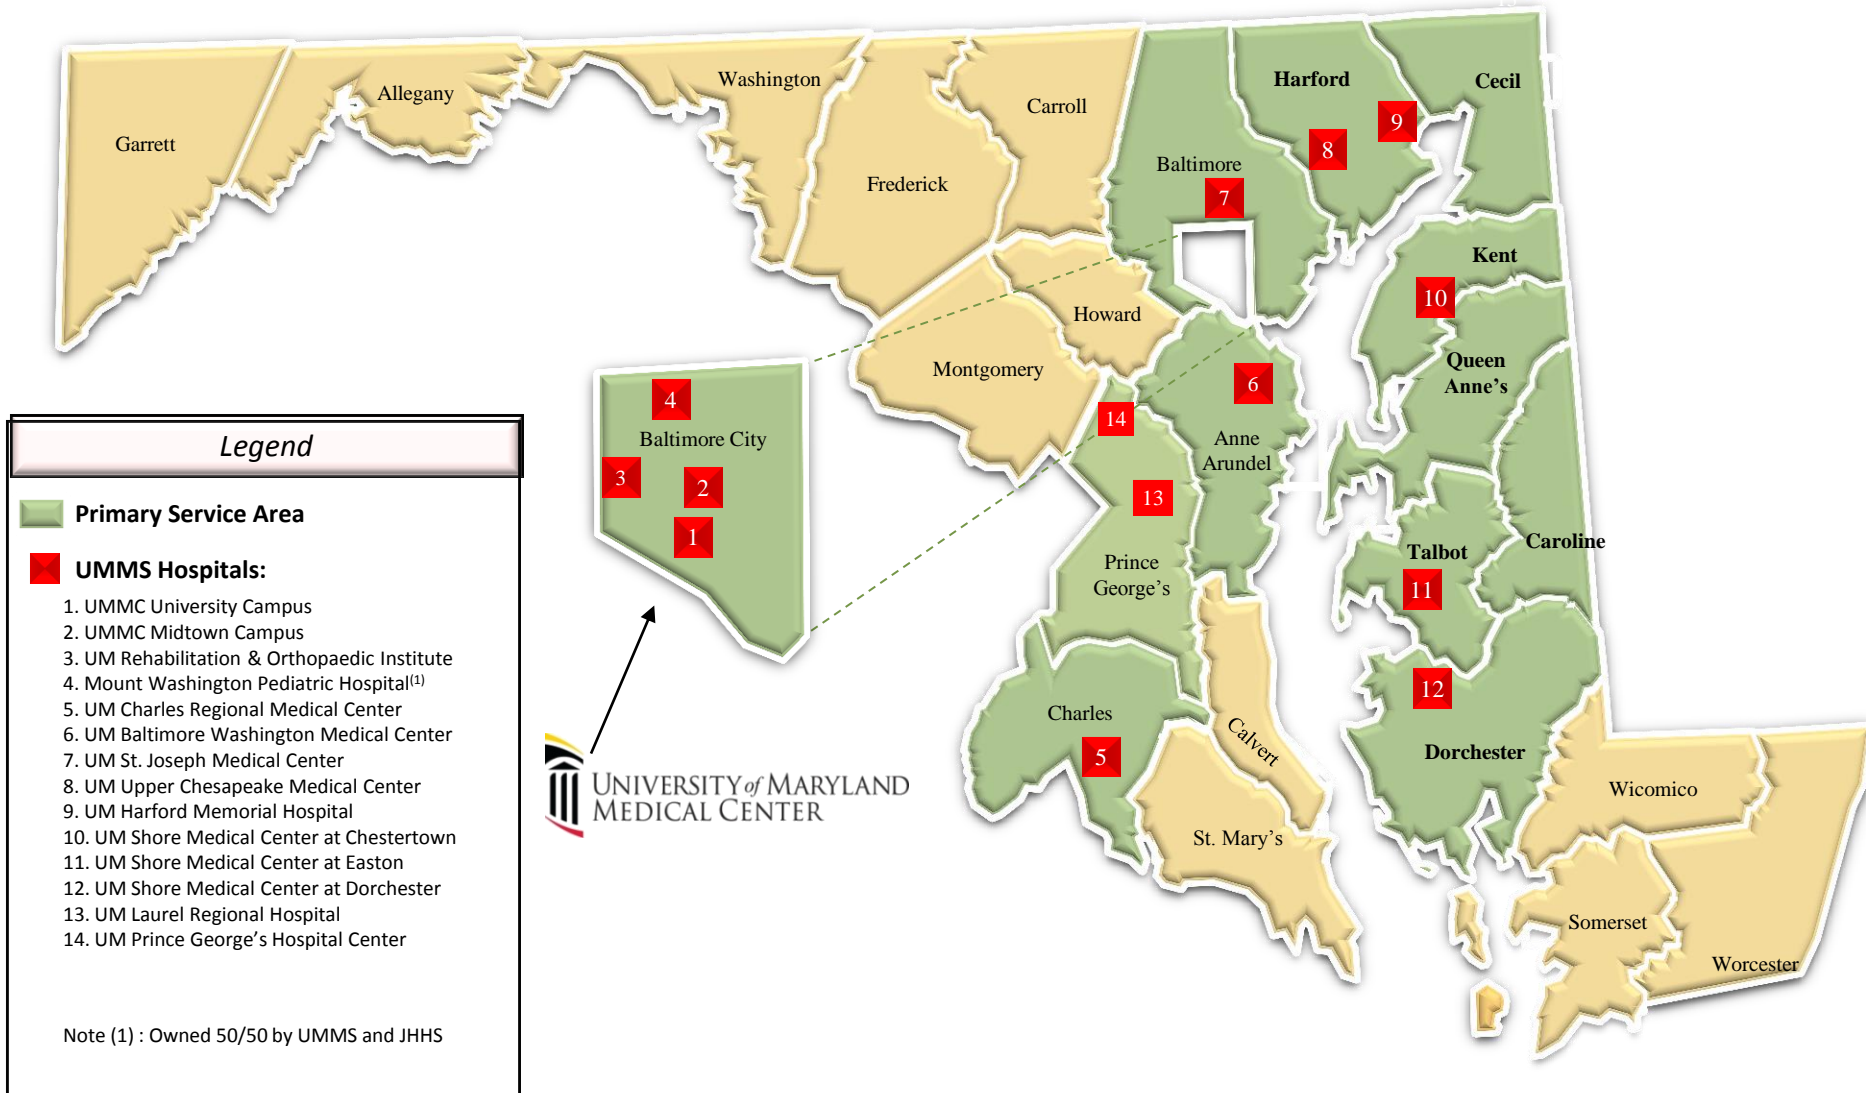 Garrett
Allegany
Washington
Frederick
Carroll
Baltimore
Harford
Cecil
9
8
7
Kent
10
Howard
Montgomery
Queen
Anne’s
6
14
Anne
Arundel
13
4
Baltimore City
3
2
1
Prince
George’s
Talbot
11
Caroline
12
Charles
5
Calvert
Dorchester
St. Mary’s
Wicomico
Somerset
Worcester
UNIVERSITY of MARYLAND
MEDICAL CENTER
Legend
Primary Service Area
UMMS Hospitals:
1. UMMC University Campus
2. UMMC Midtown Campus
3. UM Rehabilitation & Orthopaedic Institute
4. Mount Washington Pediatric Hospital(1)
5. UM Charles Regional Medical Center
6. UM Baltimore Washington Medical Center
7. UM St. Joseph Medical Center
8. UM Upper Chesapeake Medical Center
9. UM Harford Memorial Hospital
10. UM Shore Medical Center at Chestertown
11. UM Shore Medical Center at Easton
12. UM Shore Medical Center at Dorchester
13. UM Laurel Regional Hospital
14. UM Prince George’s Hospital Center
Note (1) : Owned 50/50 by UMMS and JHHS